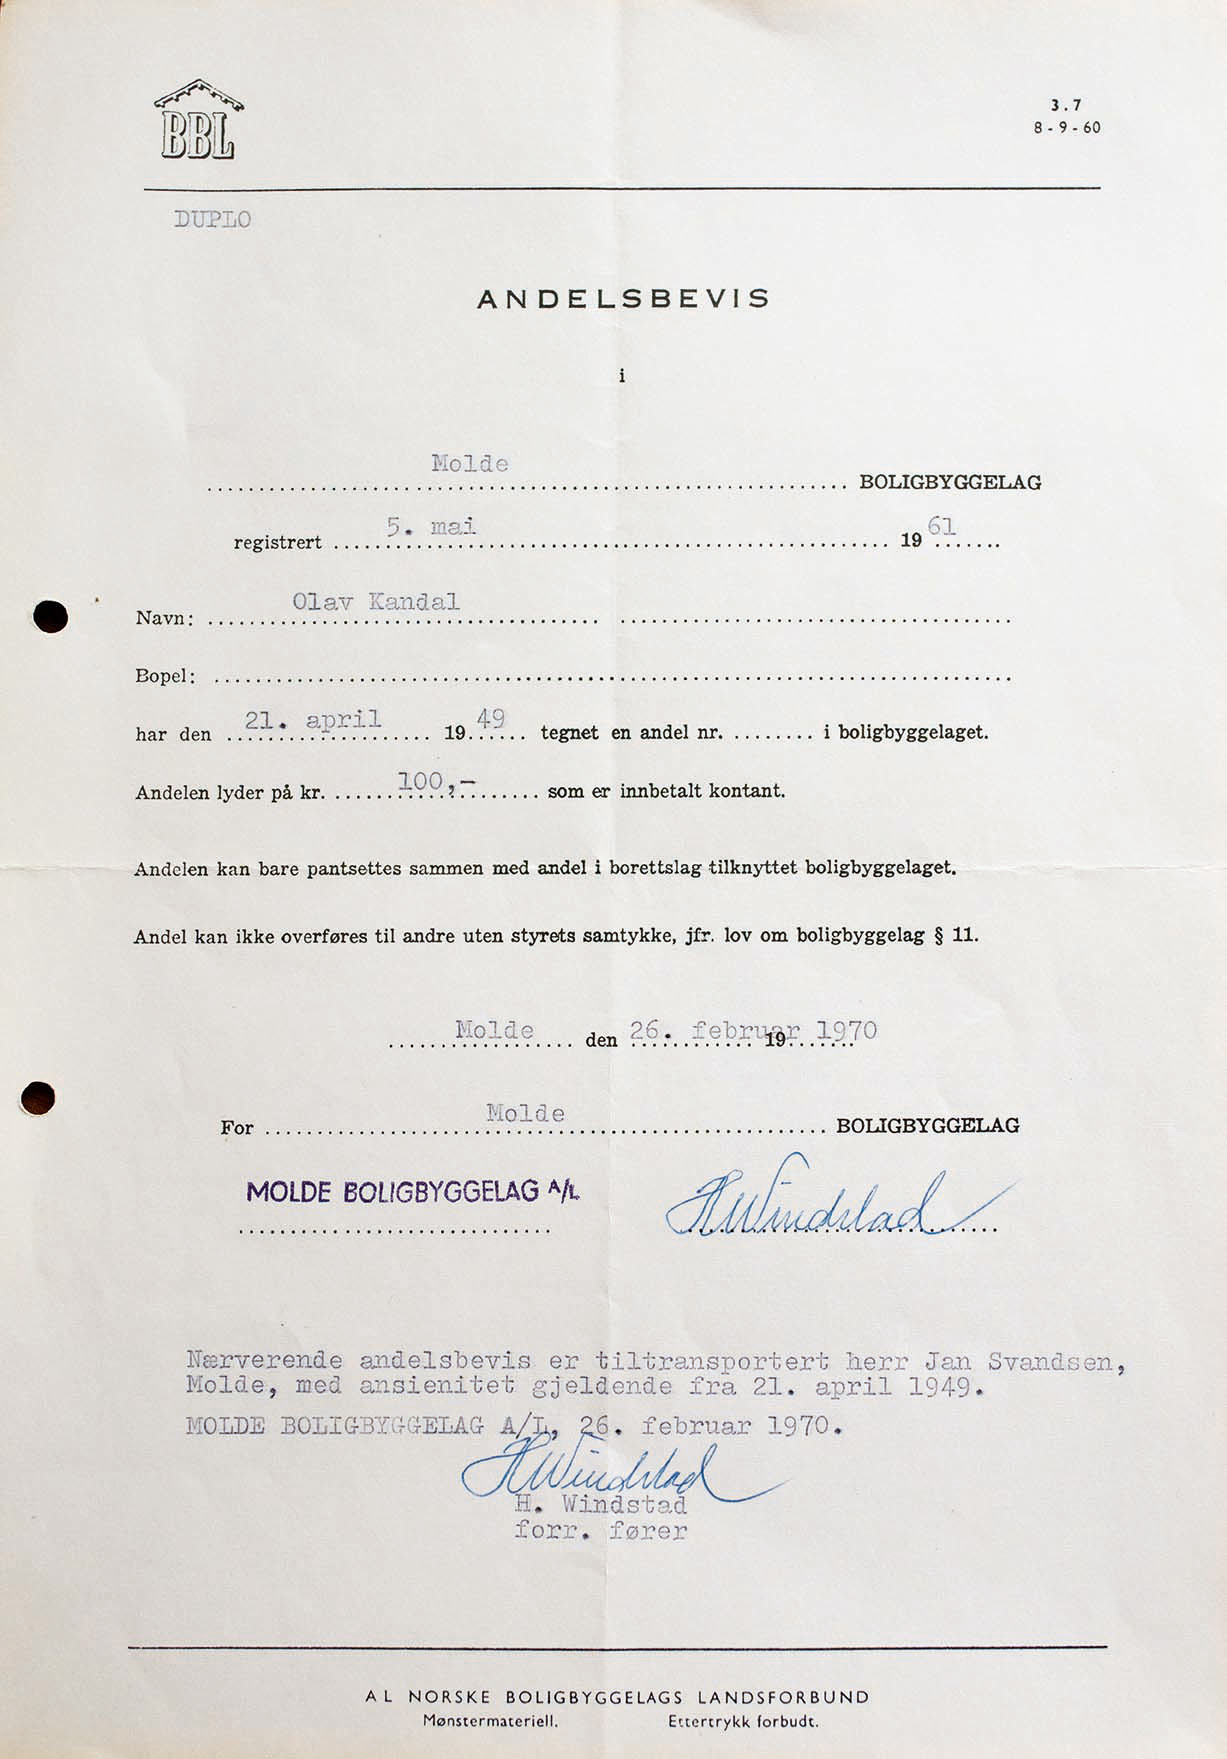 BBL
3.7
8-9-60
DUPLO
ANDELSBEVIS
i
Molde BOLIGBYGGELAG
registrert 5. mai 1961
Navn: Olav Kandal
Bopel:
har den 21. april 1949 tegnet en andel nr. ........ i boligbyggelaget.
Andelen lyder på kr. 100,- som er innbetalt kontant.
Andelen kan bare pantsettes sammen med andel i borettslag tilknyttet boligbyggelaget.
Andel kan ikke overføres til andre uten styrets samtykke, jfr. lov om boligbyggelag § 11.
Molde den 26. februar 19 1970
For Molde BOLIGBYGGELAG
MOLDE BOLIGBYGGELAG A/L HWindstad
Nærverende andelsbevis er tiltransportert herr Jan Svandsen,
Molde, med ansienitet gjeldende fra 21. april 1949.
MOLDE BOLIGBYGGELAG A/L, 26. februar 1970.
HWindstad
H. Windstad
forr. fører
AL NORSKE BOLIGBYGGELAGS LANDSFORBUND
Mønstermateriell. Ettertrykk forbudt.